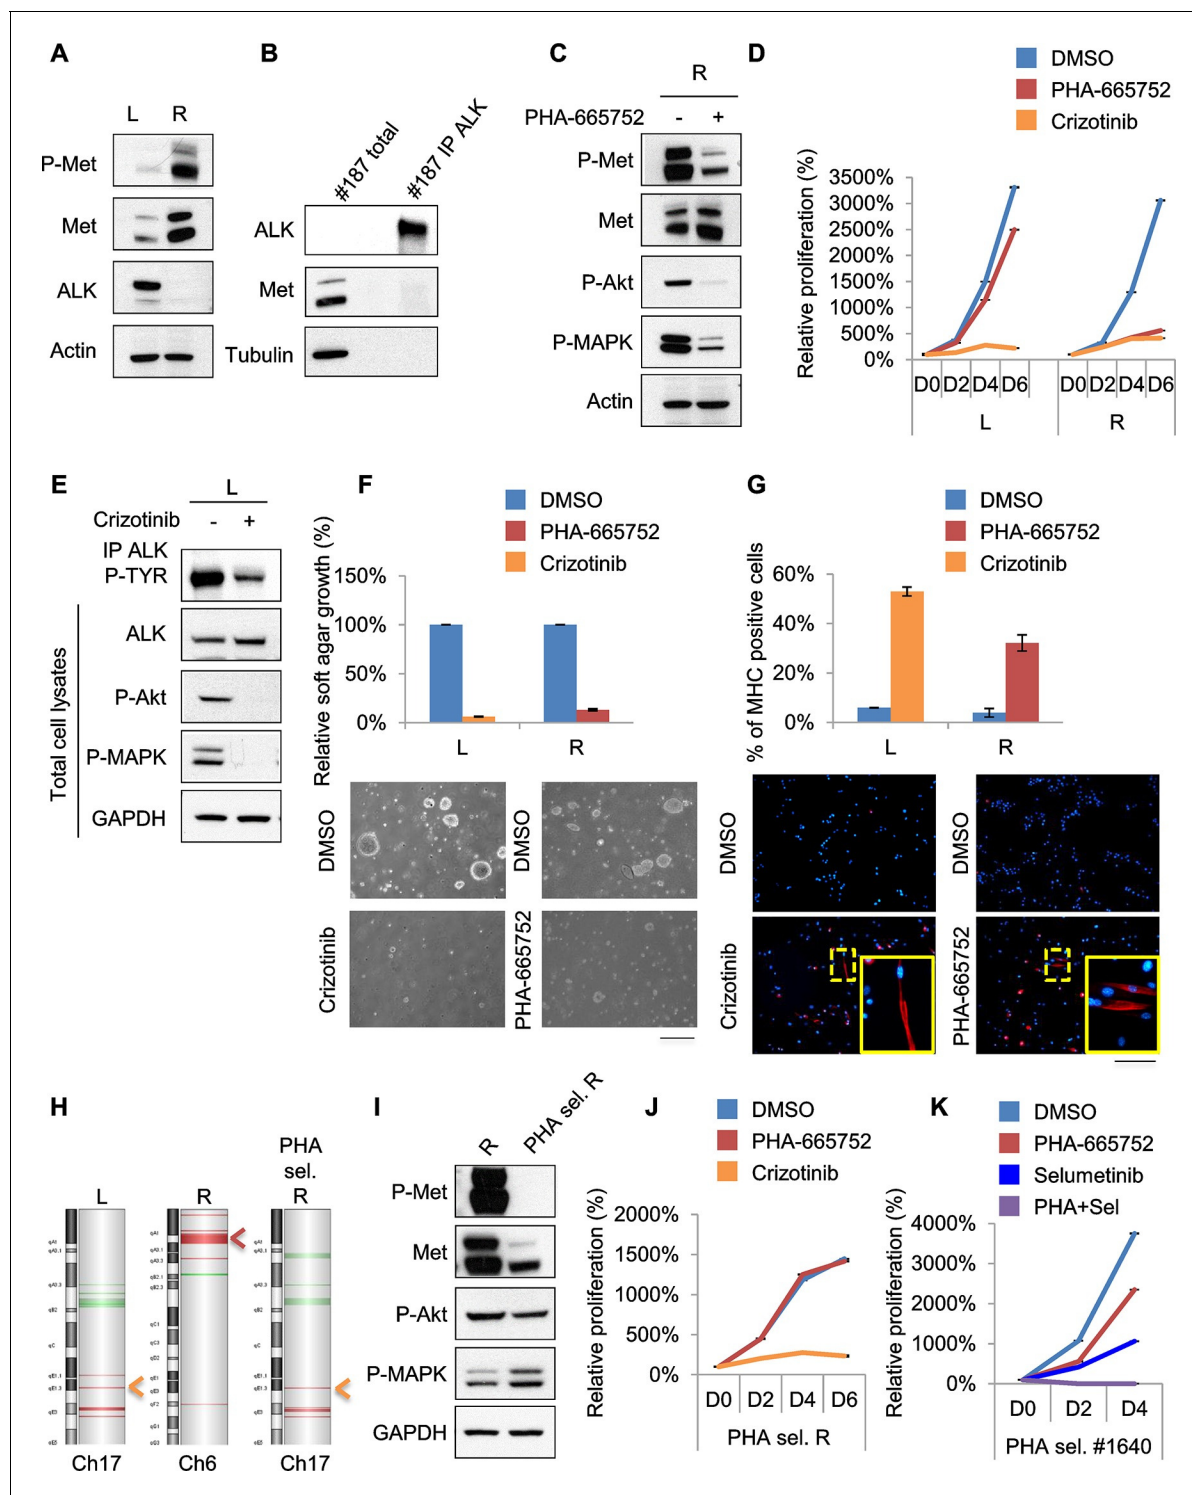 A
L R
P-Met
Met
ALK
Actin
B
#187 total
#187 IP ALK
ALK
Met
Tubulin
C
R
PHA-665752 - +
P-Met
Met
P-Akt
P-MAPK
Actin
D
DMSO
PHA-665752
Crizotinib
Relative proliferation (%)
3500%
3000%
2500%
2000%
1500%
1000%
500%
0%
D0 D2 D4 D6 D0 D2 D4 D6
L R
E
L
Crizotinib - +
IP ALK
P-TYR
Total cell lysates
ALK
P-Akt
P-MAPK
GAPDH
F
DMSO
PHA-665752
Crizotinib
Relative soft agar growth (%)
150%
100%
50%
0%
L R
DMSO DMSO
Crizotinib PHA-665752
G
DMSO
PHA-665752
Crizotinib
% of MHC positive cells
60%
40%
20%
0%
L R
DMSO DMSO
Crizotinib PHA-665752
H
PHA
sel.
L R R
Ch17 Ch6 Ch17
I
R PHA sel. R
P-Met
Met
P-Akt
P-MAPK
GAPDH
J
DMSO
PHA-665752
Crizotinib
Relative proliferation (%)
2000%
1500%
1000%
500%
0%
D0 D2 D4 D6
PHA sel. R
K
DMSO
PHA-665752
Selumetinib
PHA+Sel
Relative proliferation (%)
4000%
3000%
2000%
1000%
0%
D0 D2 D4
PHA sel. #1640